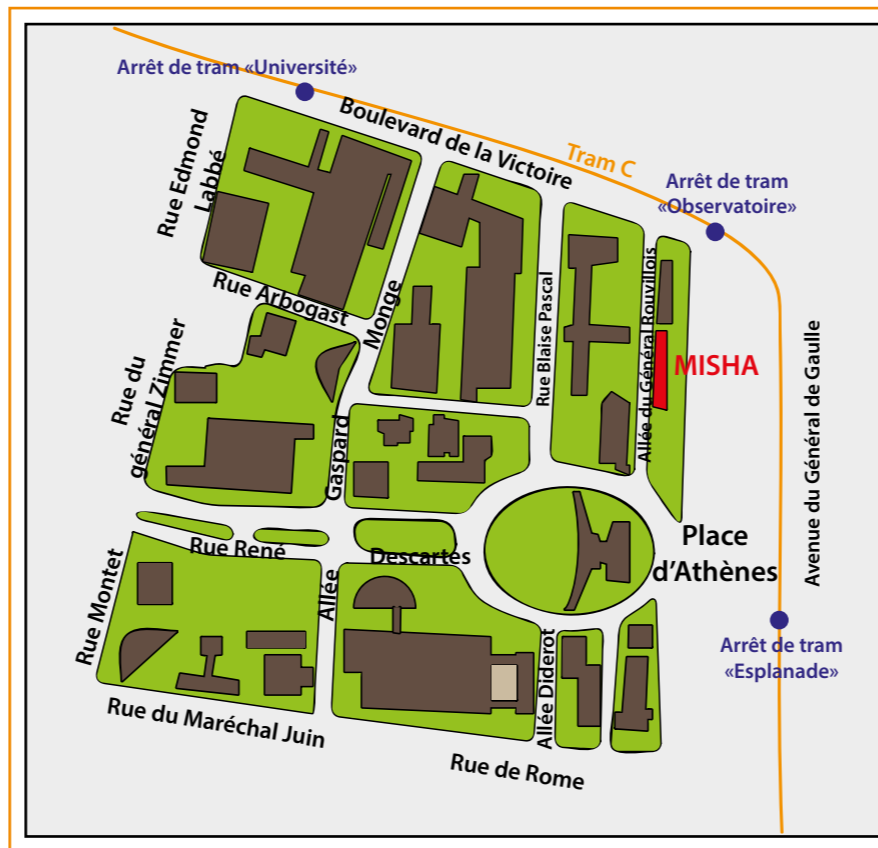 Arrêt de tram «Université»
Boulevard de la Victoire
Tram C
Arrêt de tram
«Observatoire»
Rue Edmond
Labbé
Rue Arbogast
Allée Gaspard Monge
Rue Blaise Pascal
Allée du Général Rouvillois
MISHA
Avenue du Général de Gaulle
Rue du
général Zimmer
Rue René Descartes
Place
d'Athènes
Rue Montet
Arrêt de tram
«Esplanade»
Allée Diderot
Rue du Maréchal Juin
Rue de Rome